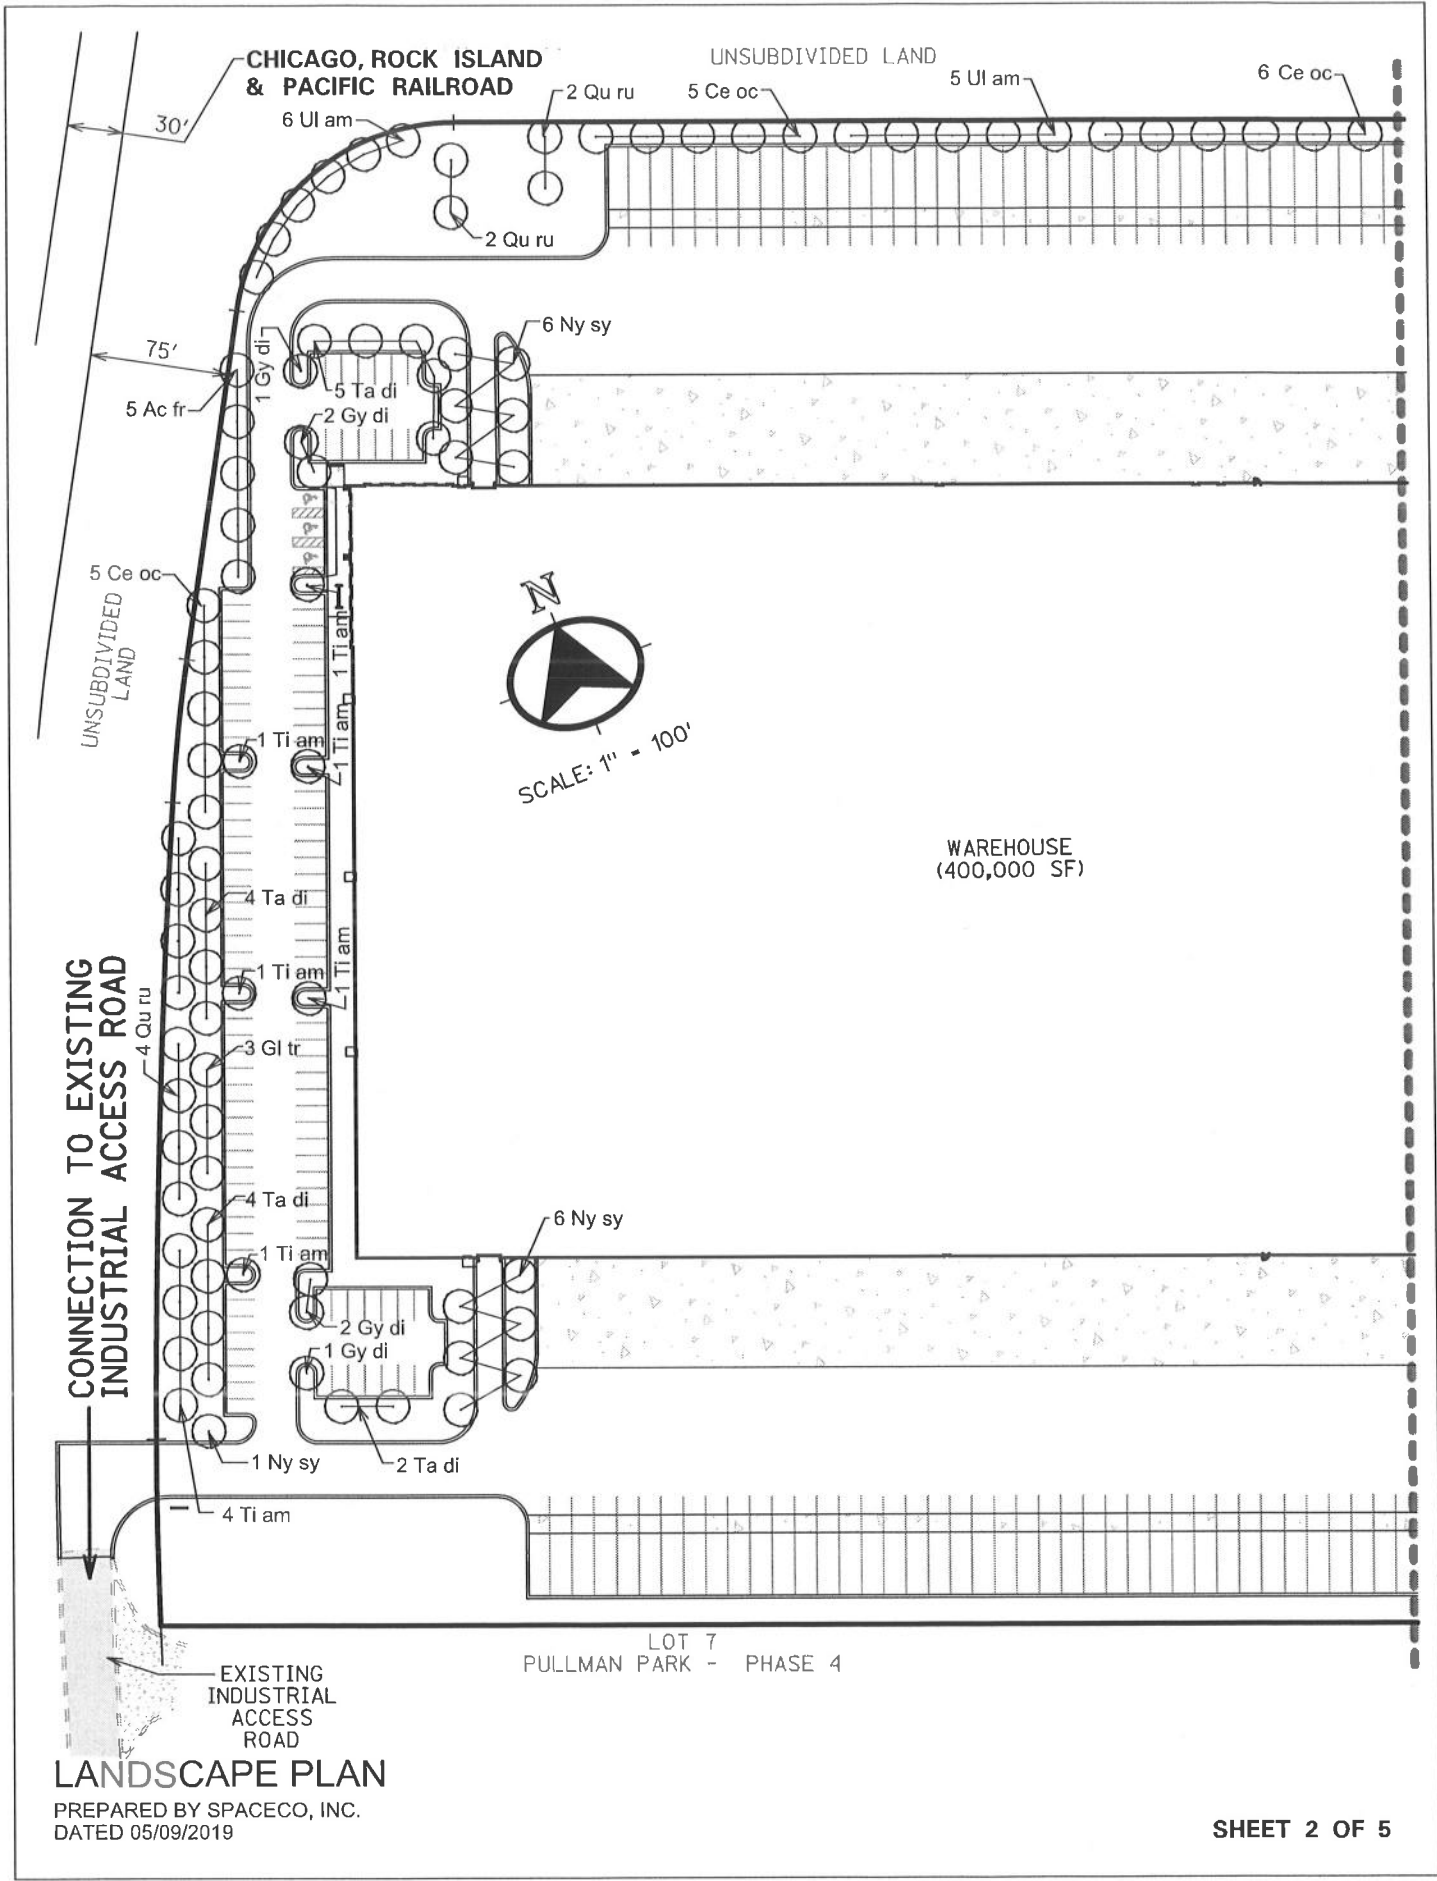 CHICAGO, ROCK ISLAND
& PACIFIC RAILROAD
UNSUBDIVIDED LAND
30'
6 Ul am
2 Qu ru
5 Ce oc
5 Ul am
6 Ce oc
2 Qu ru
75'
1 Gy di
6 Ny sy
5 Ac fr
5 Ta di
2 Gy di
5 Ce oc
UNSUBDIVIDED
LAND
1 Ti am
N
SCALE: 1" = 100'
1 Ti am
1 Ti am
WAREHOUSE
(400,000 SF)
4 Ta di
1 Ti am
1 Ti am
4 Qu ru
3 Gl tr
CONNECTION TO EXISTING
INDUSTRIAL ACCESS ROAD
4 Ta di
6 Ny sy
1 Ti am
2 Gy di
1 Gy di
1 Ny sy
2 Ta di
4 Ti am
LOT 7
PULLMAN PARK - PHASE 4
EXISTING
INDUSTRIAL
ACCESS
ROAD
LANDSCAPE PLAN
PREPARED BY SPACECO, INC.
DATED 05/09/2019
SHEET 2 OF 5